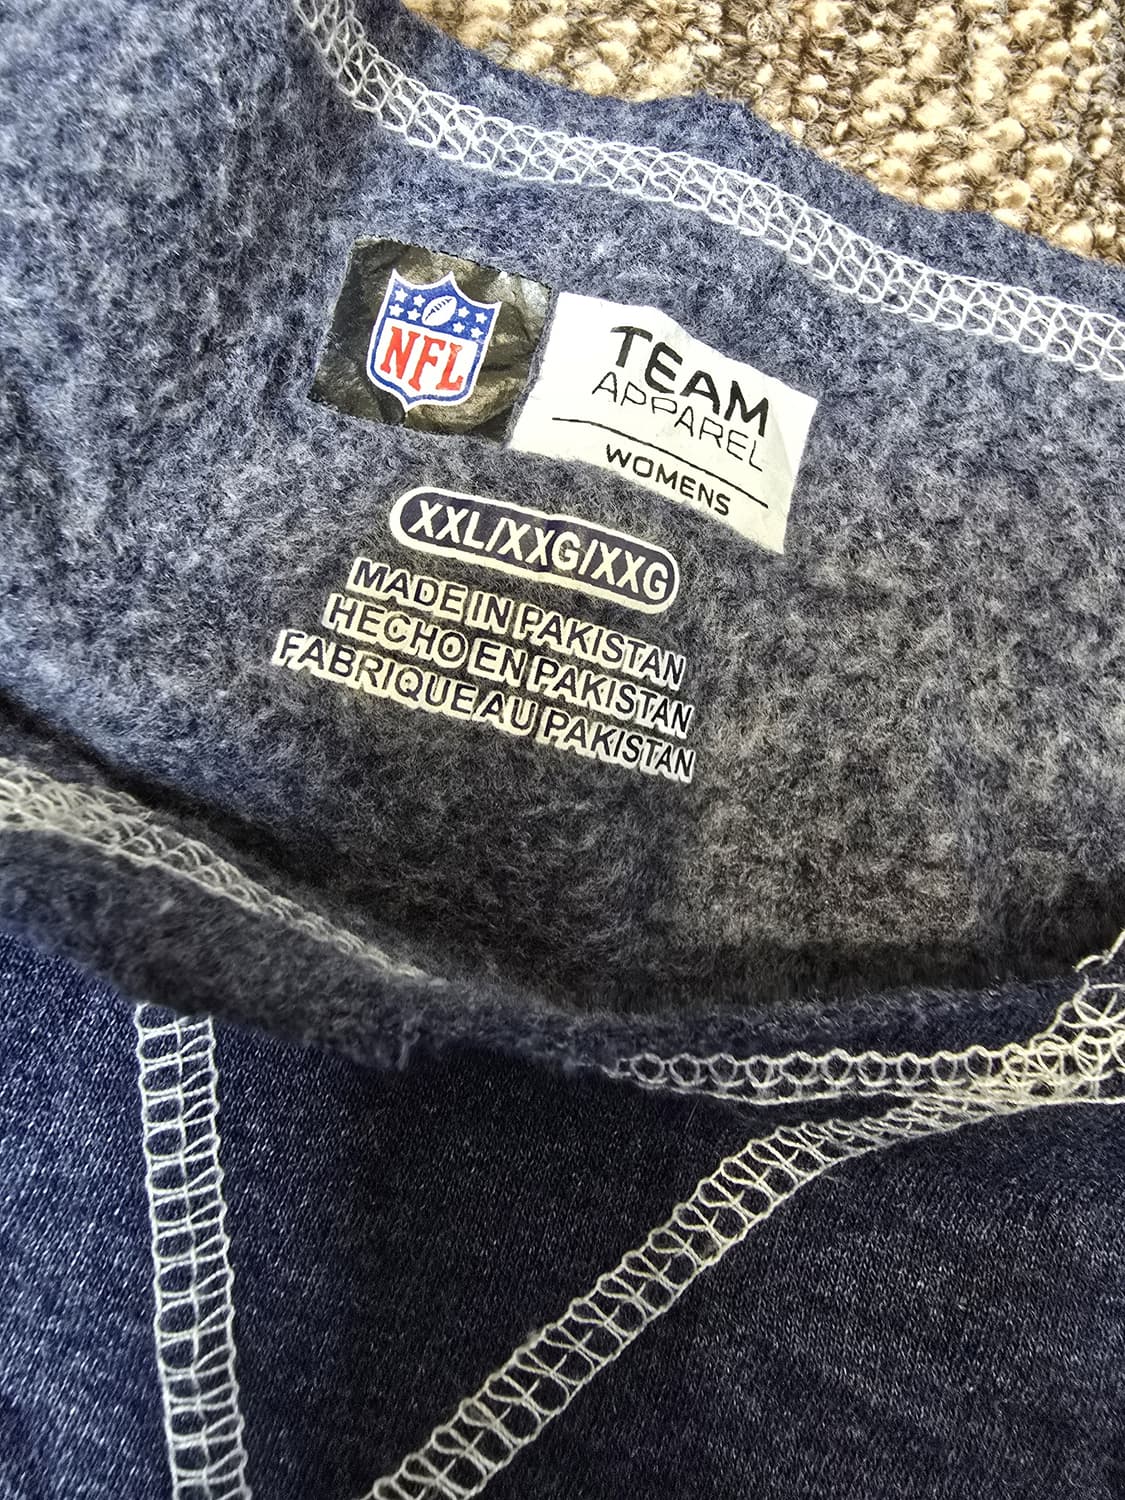 NFL
TEAM
APPAREL
WOMENS
XXL/XXG/XXG
MADE IN PAKISTAN
HECHO EN PAKISTAN
FABRIQUE AU PAKISTAN